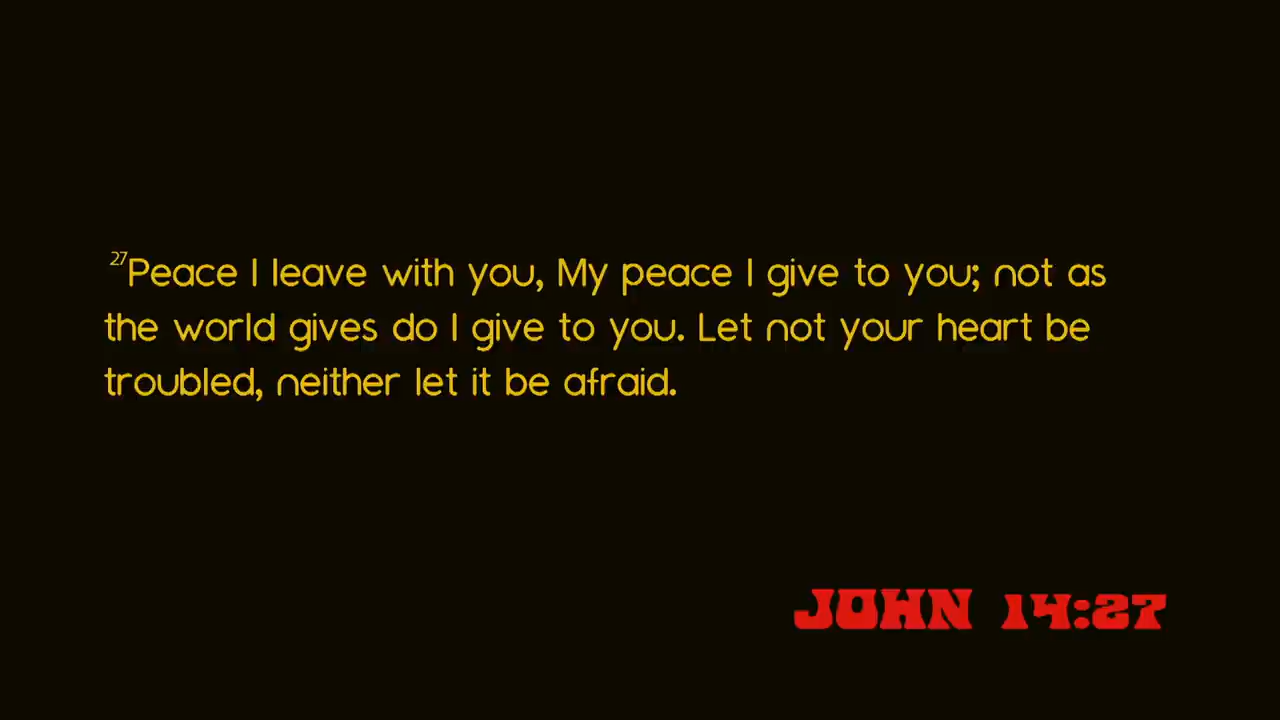 27Peace I leave with you, My peace I give to you; not as
the world gives do I give to you. Let not your heart be
troubled, neither let it be afraid.
JOHN 14:27